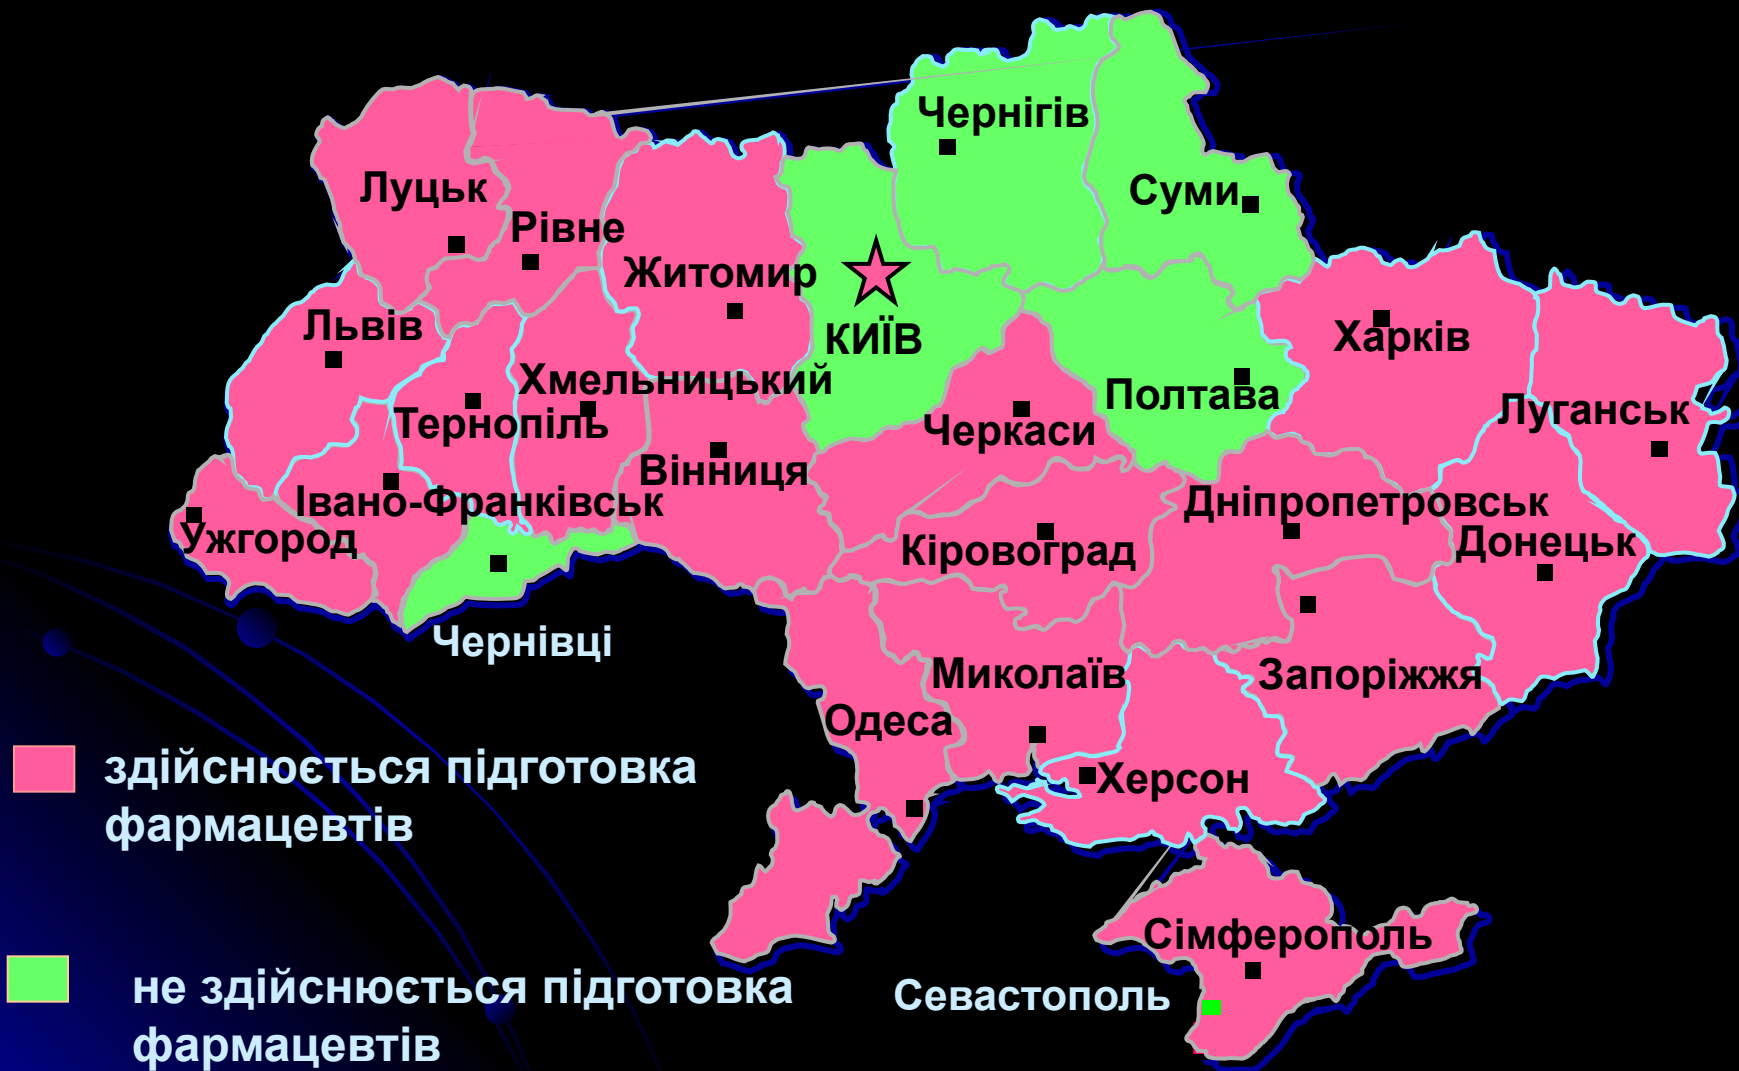 Чернігів
Луцьк
Суми
Рівне
Житомир
Львів
КИЇВ
Харків
Хмельницький
Полтава
Тернопіль
Луганськ
Черкаси
Вінниця
Івано-Франківськ
Дніпропетровськ
Ужгород
Кіровоград
Донецьк
Чернівці
Миколаїв
Запоріжжя
Одеса
здійснюється підготовка
фармацевтів
Херсон
Сімферополь
не здійснюється підготовка
фармацевтів
Севастополь